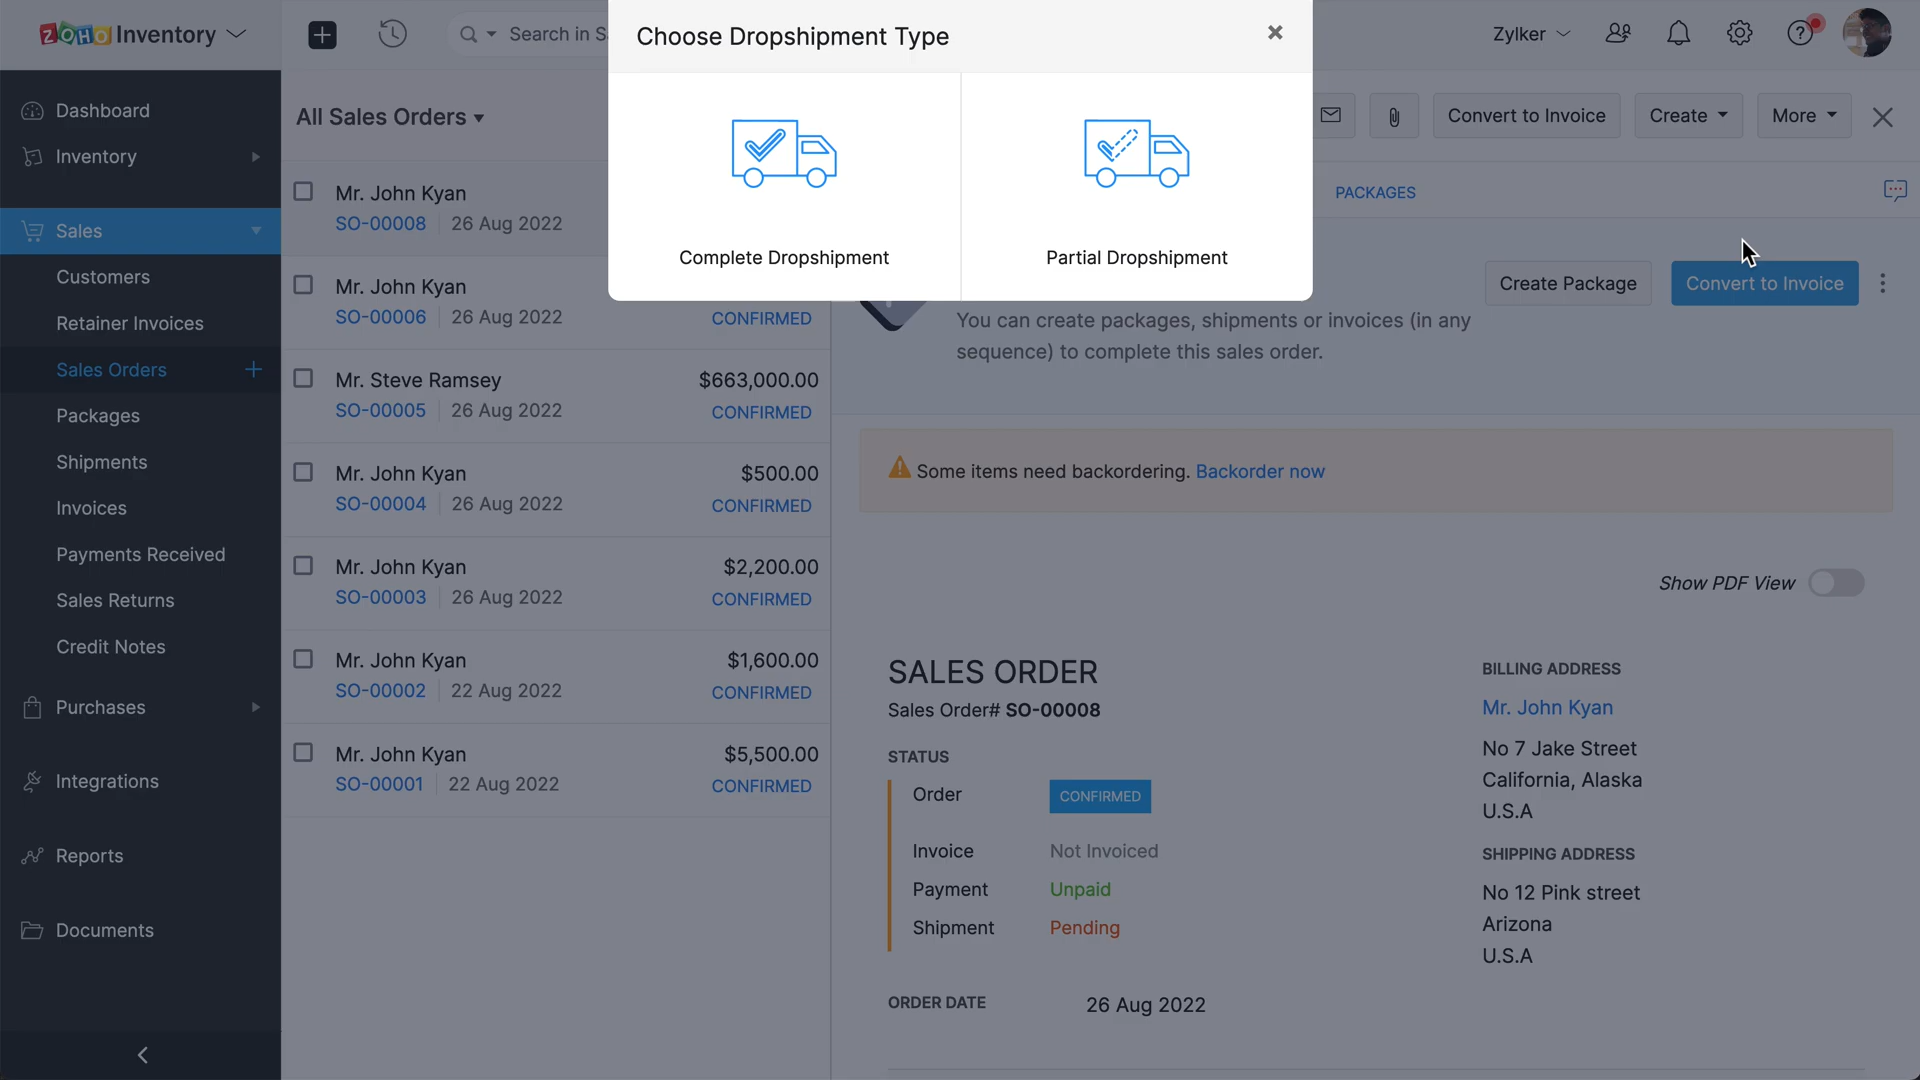 ZOHO Inventory
Search in S
Zylker
Choose Dropshipment Type
Complete Dropshipment
Partial Dropshipment
Dashboard
Inventory
Sales
Customers
Retainer Invoices
Sales Orders
Packages
Shipments
Invoices
Payments Received
Sales Returns
Credit Notes
Purchases
Integrations
Reports
Documents
All Sales Orders
Mr. John Kyan
SO-00008 26 Aug 2022
Mr. John Kyan
SO-00006 26 Aug 2022 CONFIRMED
Mr. Steve Ramsey $663,000.00
SO-00005 26 Aug 2022 CONFIRMED
Mr. John Kyan $500.00
SO-00004 26 Aug 2022 CONFIRMED
Mr. John Kyan $2,200.00
SO-00003 26 Aug 2022 CONFIRMED
Mr. John Kyan $1,600.00
SO-00002 22 Aug 2022 CONFIRMED
Mr. John Kyan $5,500.00
SO-00001 22 Aug 2022 CONFIRMED
Convert to Invoice
Create
More
PACKAGES
Create Package
Convert to Invoice
You can create packages, shipments or invoices (in any
sequence) to complete this sales order.
Some items need backordering. Backorder now
Show PDF View
SALES ORDER
Sales Order# SO-00008
STATUS
Order CONFIRMED
Invoice Not Invoiced
Payment Unpaid
Shipment Pending
ORDER DATE 26 Aug 2022
BILLING ADDRESS
Mr. John Kyan
No 7 Jake Street
California, Alaska
U.S.A
SHIPPING ADDRESS
No 12 Pink street
Arizona
U.S.A